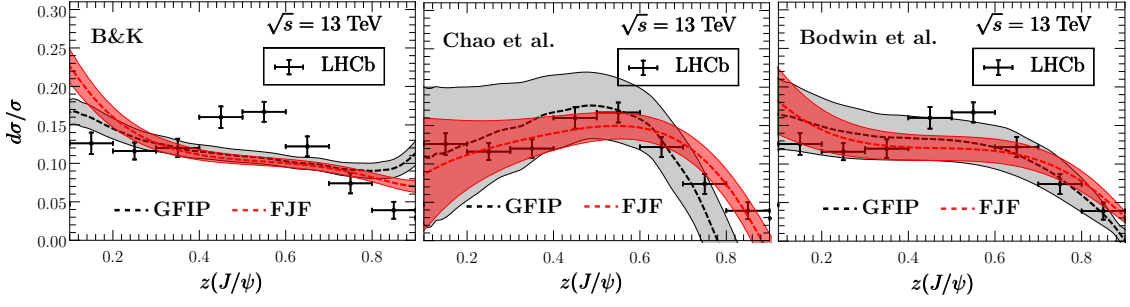 √s = 13 TeV √s = 13 TeV √s = 13 TeV
B&K Chao et al. Bodwin et al.
LHCb LHCb LHCb
dσ/σ
0.30
0.25
0.20
0.15
0.10
0.05
0.00
GFIP FJF GFIP FJF GFIP FJF
0.2 0.4 0.6 0.8 0.2 0.4 0.6 0.8 0.2 0.4 0.6 0.8
z(J/ψ) z(J/ψ) z(J/ψ)